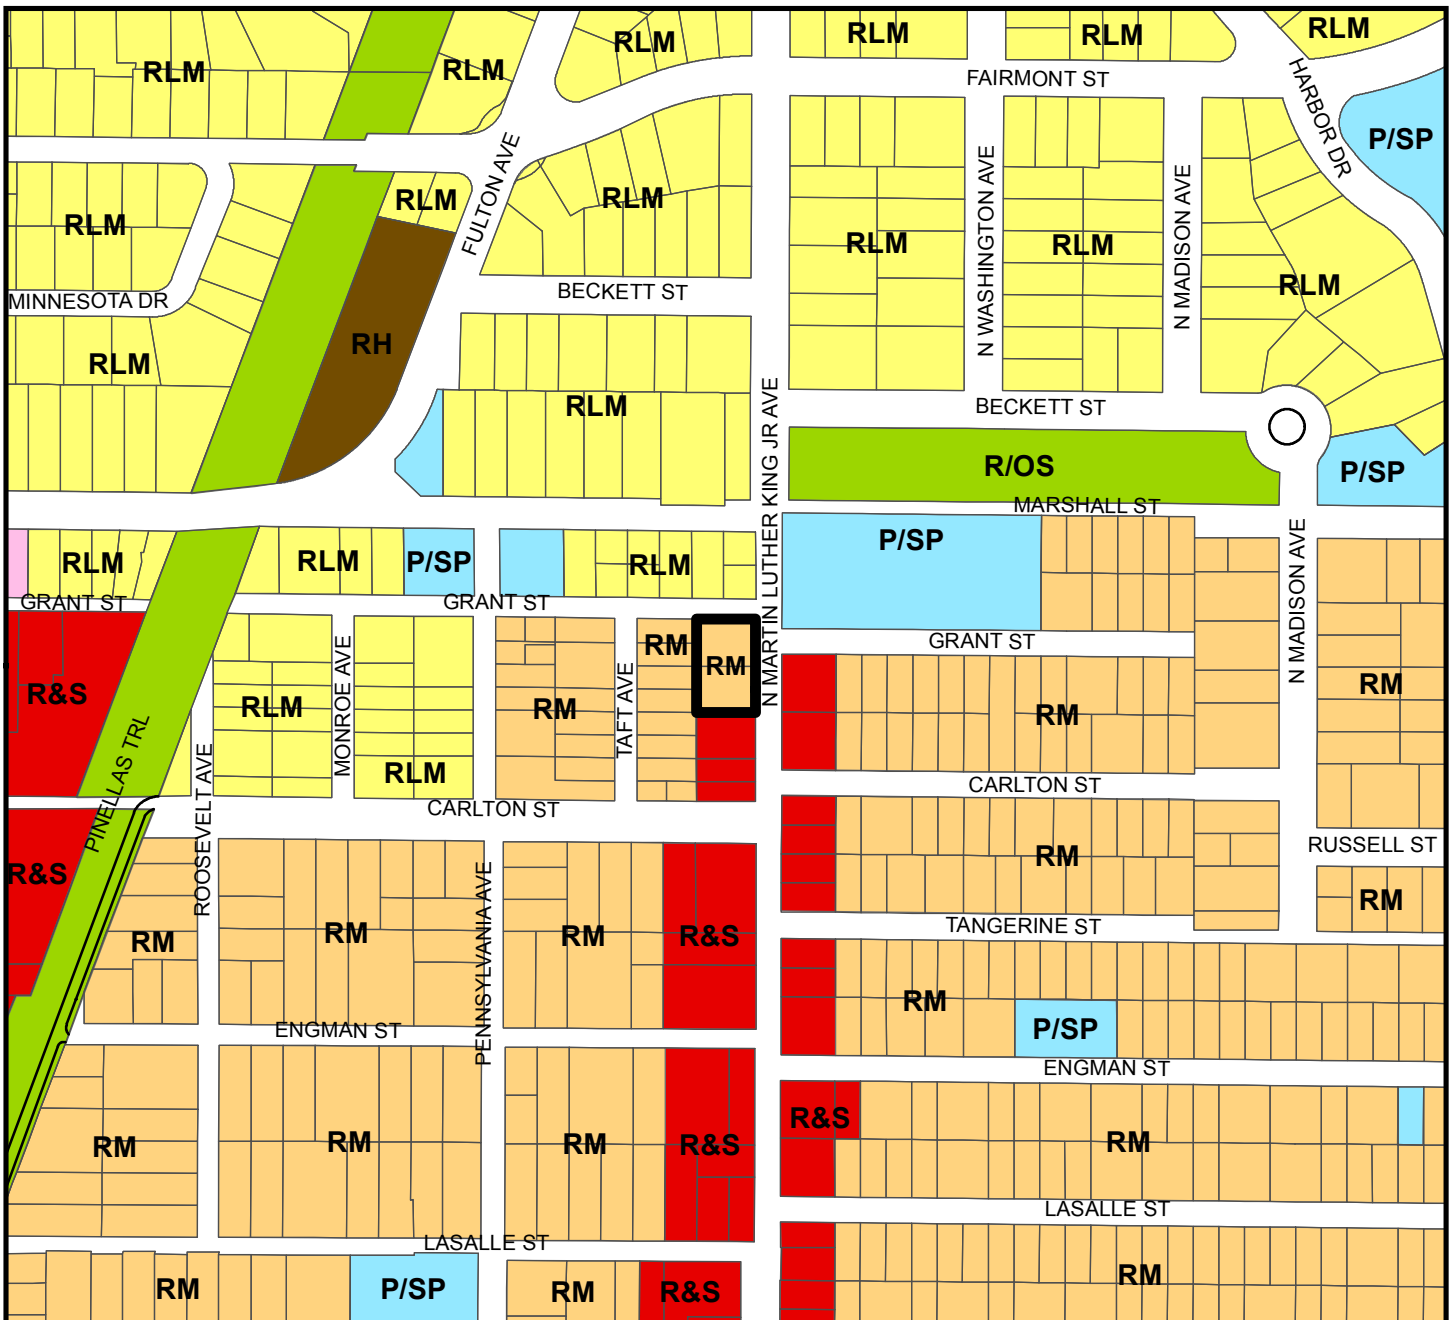 RLM
RLM
RLM
RLM
RLM
RLM
FAIRMONT ST
HARBOR DR
P/SP
FULTON AVE
RLM
RLM
RLM
N WASHINGTON AVE
N MADISON AVE
RLM
RLM
RLM
MINNESOTA DR
BECKETT ST
RLM
RH
RLM
RLM
BECKETT ST
N MARTIN LUTHER KING JR AVE
R/OS
P/SP
MARSHALL ST
RLM
RLM
P/SP
RLM
P/SP
N MADISON AVE
GRANT ST
GRANT ST
GRANT ST
RM
RM
R&S
RLM
MONROE AVE
RM
TAFT AVE
RM
RM
PINELLAS TRL
ROOSEVELT AVE
RLM
CARLTON ST
CARLTON ST
R&S
RM
RUSSELL ST
RM
PENNSYLVANIA AVE
RM
RM
RM
R&S
TANGERINE ST
RM
P/SP
ENGMAN ST
ENGMAN ST
RM
RM
RM
R&S
R&S
RM
LASALLE ST
LASALLE ST
RM
P/SP
RM
R&S
RM